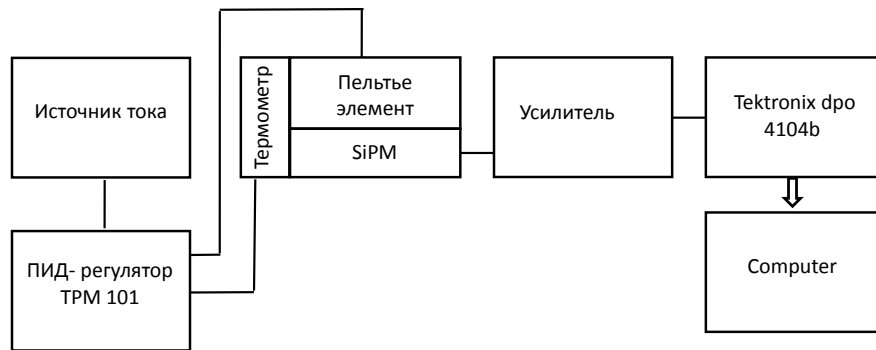 Источник тока
Термометр
Пельтье
элемент
SiPM
Усилитель
Tektronix dpo
4104b
ПИД- регулятор
ТРМ 101
Computer